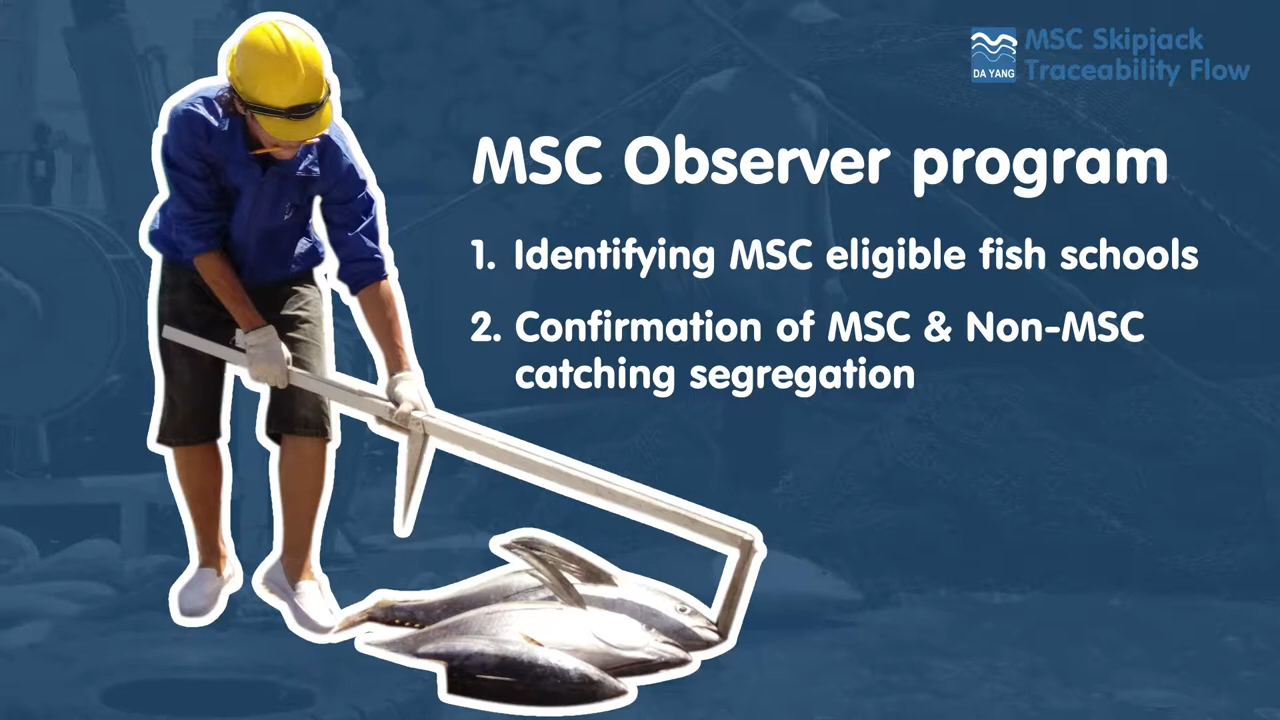 MSC Skipjack
DA YANG
Traceability Flow
MSC Observer program
1. Identifying MSC eligible fish schools
2. Confirmation of MSC & Non-MSC
catching segregation